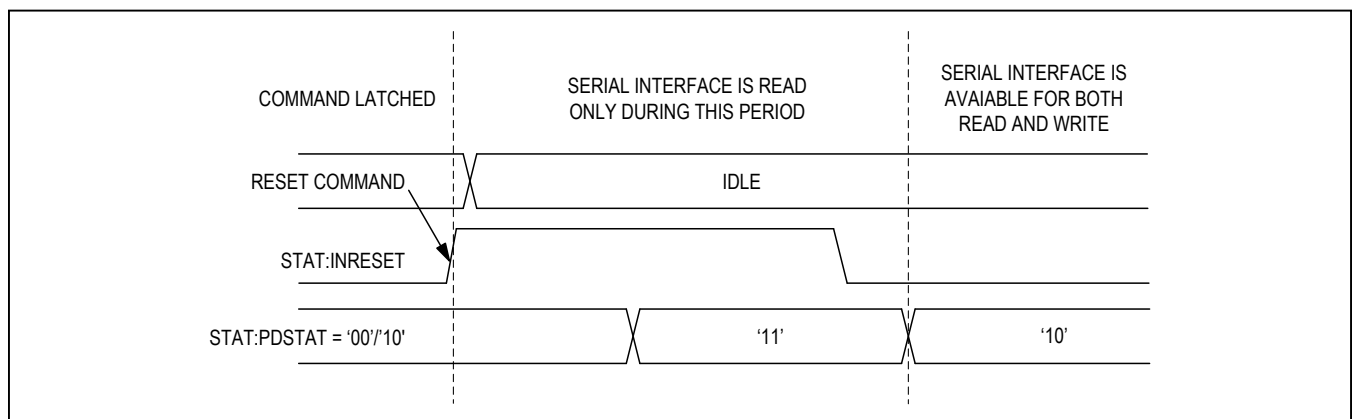 COMMAND LATCHED
SERIAL INTERFACE IS READ
ONLY DURING THIS PERIOD
SERIAL INTERFACE IS
AVAIABLE FOR BOTH
READ AND WRITE
RESET COMMAND
IDLE
STAT:INRESET
STAT:PDSTAT = ‘00’/’10'
‘11’
‘10’